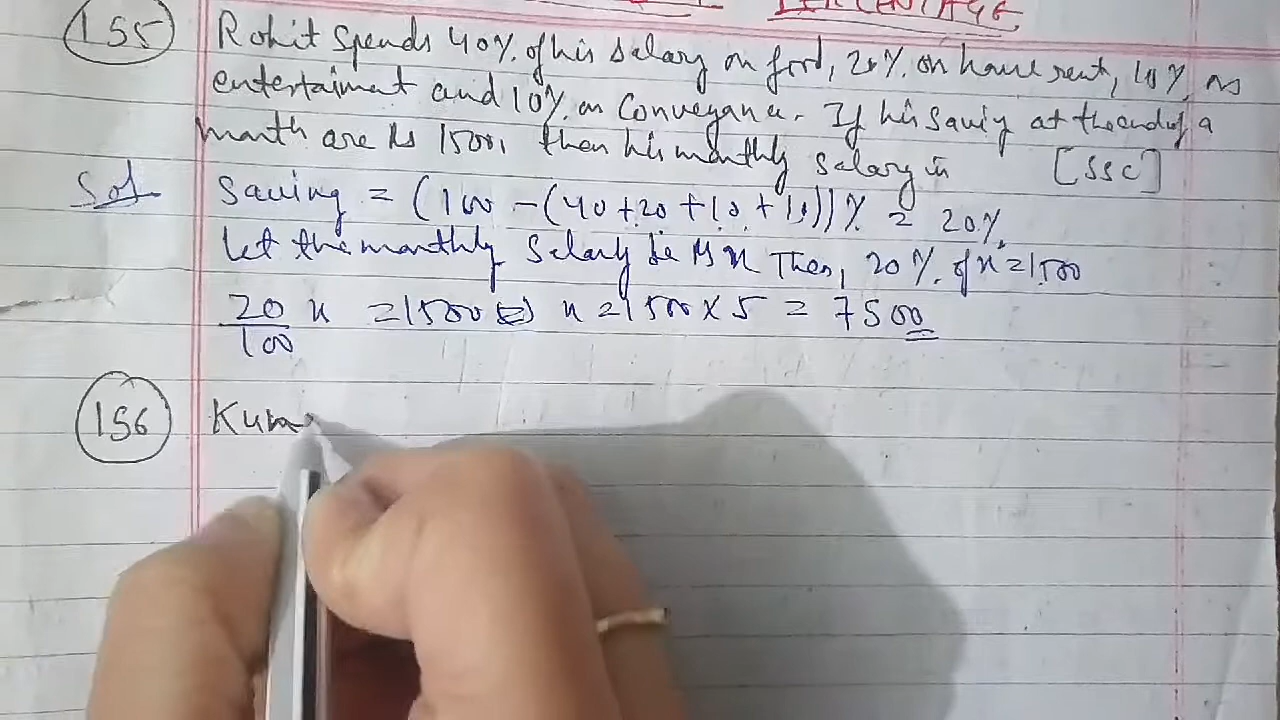 PERCENTAGE
155 Rohit spends 40% of his salary on food, 20% on house rent, 10% on
entertaiment and 10% on Conveyance. If his saving at the end of a
month are Rs 1500, then his monthly salary is [SSC]
Sol Saving = (100 - (40 + 20 + 10 + 10))% = 20%
Let the monthly Salary be Rs x Then, 20% of x = 1500
20/100 x = 1500 => x = 1500 x 5 = 7500
156 Kuma